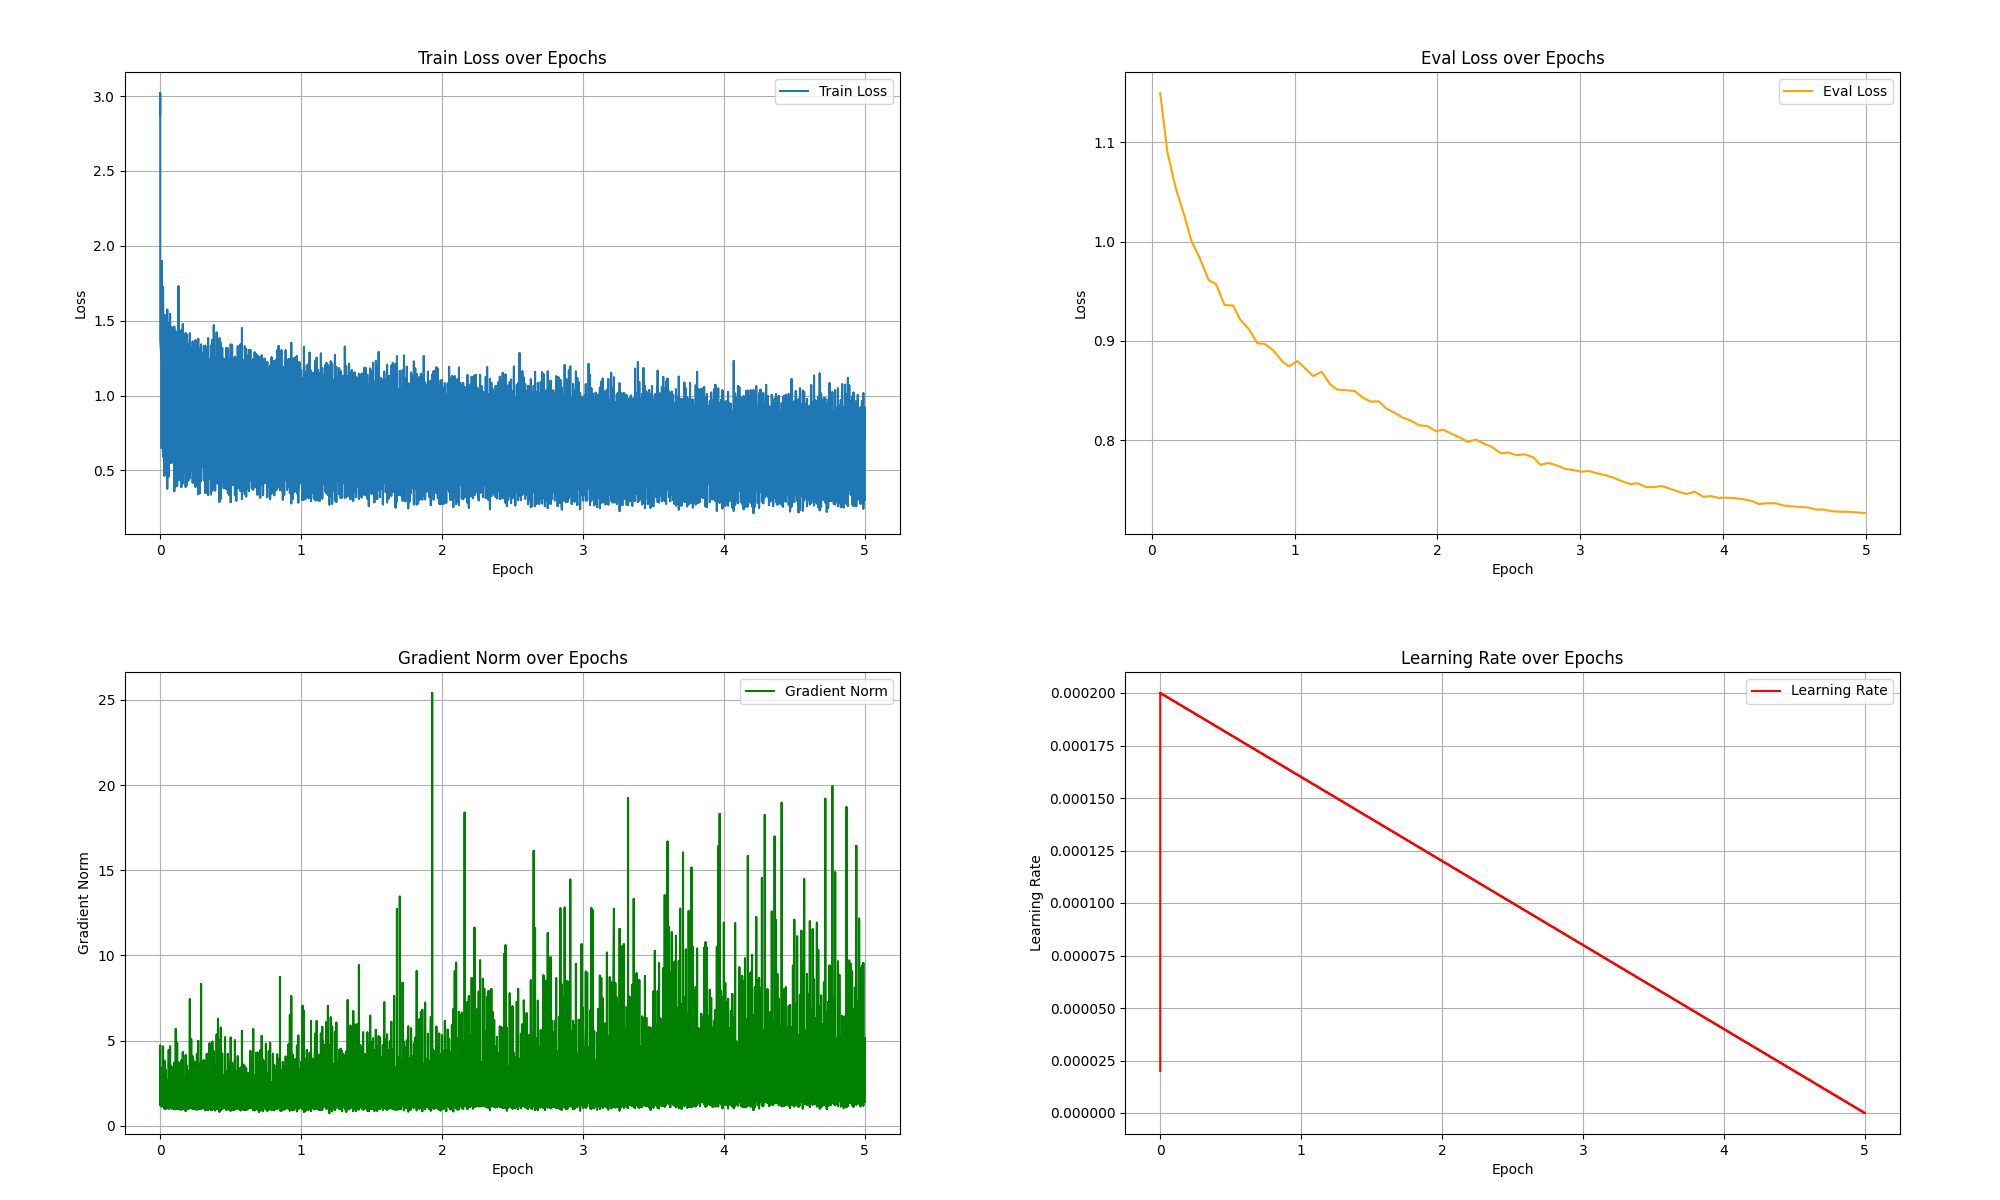 Train Loss over Epochs
Train Loss
3.0
2.5
2.0
1.5
1.0
0.5
Loss
0 1 2 3 4 5
Epoch
Eval Loss over Epochs
Eval Loss
1.1
1.0
0.9
0.8
Loss
0 1 2 3 4 5
Epoch
Gradient Norm over Epochs
Gradient Norm
25
20
15
10
5
0
Gradient Norm
0 1 2 3 4 5
Epoch
Learning Rate over Epochs
Learning Rate
0.000200
0.000175
0.000150
0.000125
0.000100
0.000075
0.000050
0.000025
0.000000
Learning Rate
0 1 2 3 4 5
Epoch